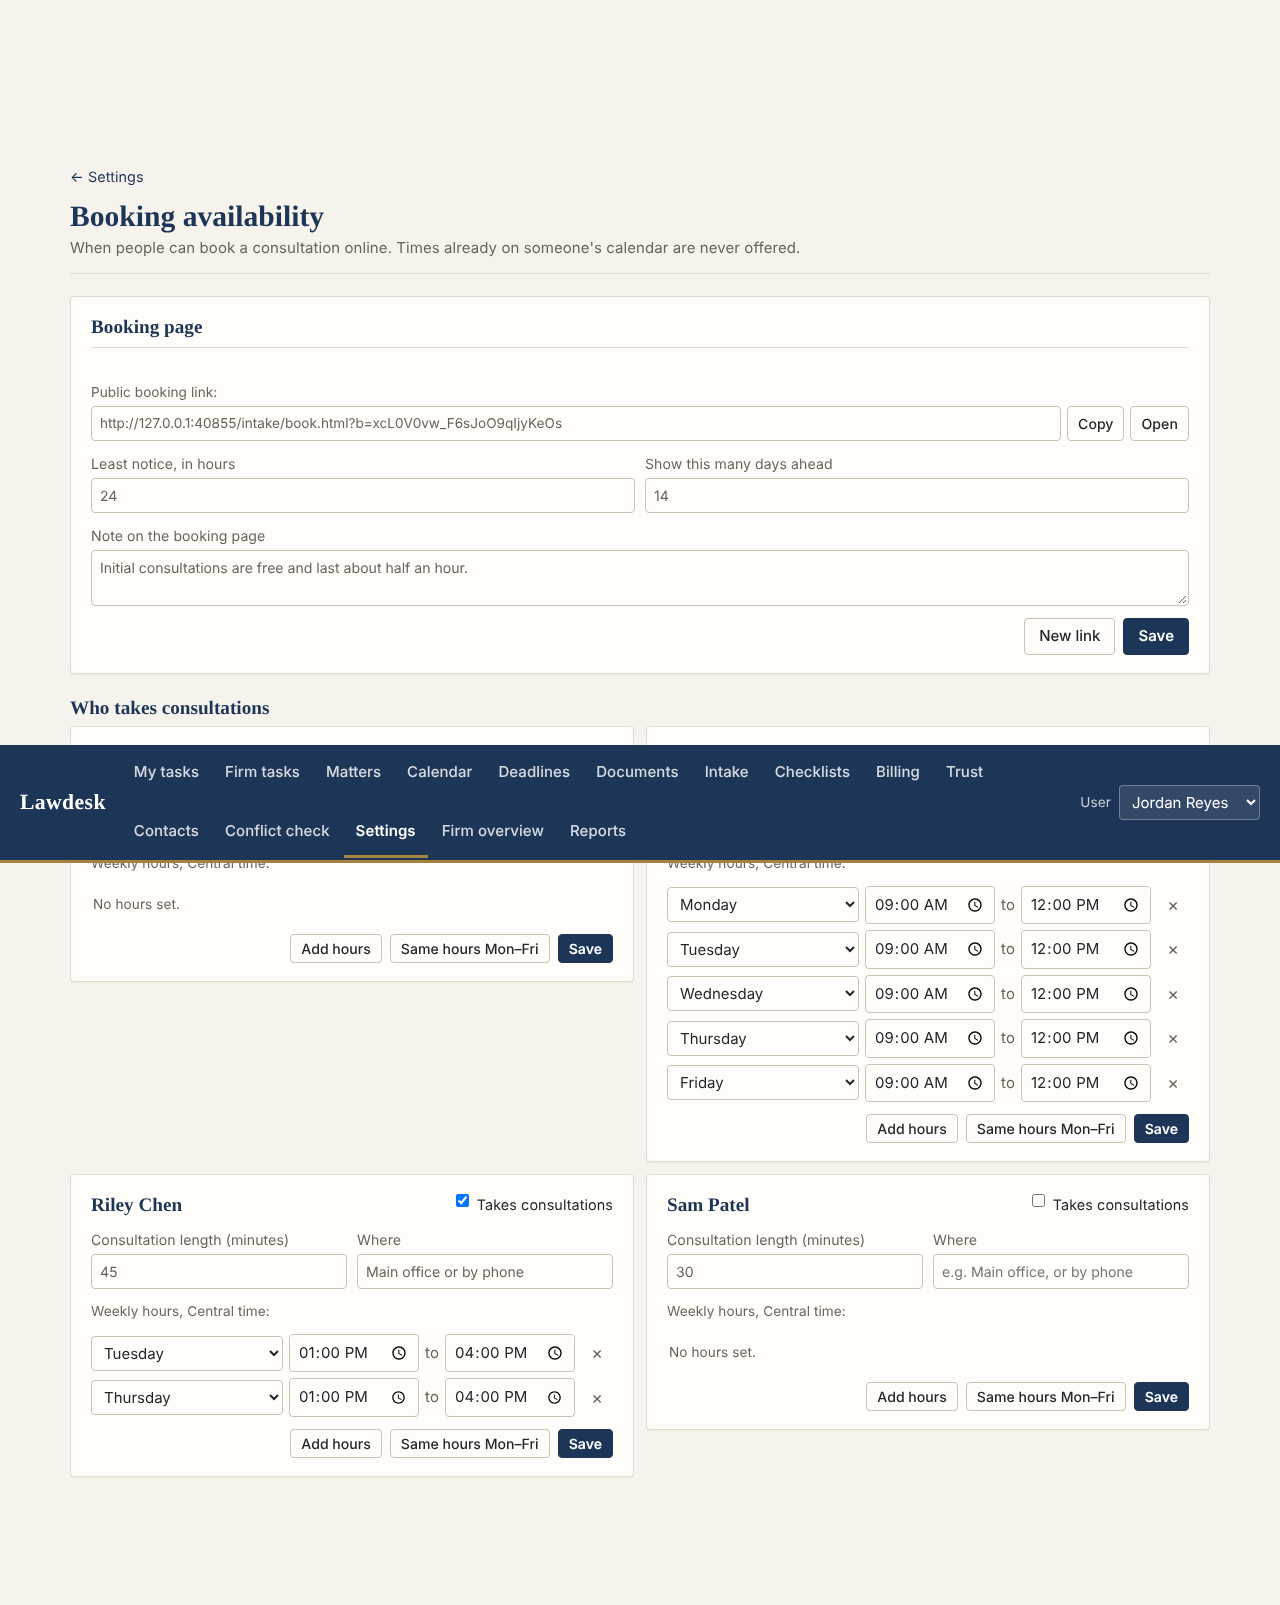 ← Settings
Booking availability
When people can book a consultation online. Times already on someone's calendar are never offered.
Booking page
Public booking link:
http://127.0.0.1:40855/intake/book.html?b=xcL0V0vw_F6sJoO9qIjyKeOs
Copy
Open
Least notice, in hours
Show this many days ahead
24
14
Note on the booking page
Initial consultations are free and last about half an hour.
New link
Save
Who takes consultations
Lawdesk
My tasks Firm tasks Matters Calendar Deadlines Documents Intake Checklists Billing Trust
Contacts Conflict check Settings Firm overview Reports
User
Jordan Reyes
Weekly hours, Central time:
No hours set.
Add hours
Same hours Mon–Fri
Save
Weekly hours, Central time:
Monday 09:00 AM to 12:00 PM ×
Tuesday 09:00 AM to 12:00 PM ×
Wednesday 09:00 AM to 12:00 PM ×
Thursday 09:00 AM to 12:00 PM ×
Friday 09:00 AM to 12:00 PM ×
Add hours
Same hours Mon–Fri
Save
Riley Chen
Takes consultations
Consultation length (minutes)
Where
45
Main office or by phone
Weekly hours, Central time:
Tuesday 01:00 PM to 04:00 PM ×
Thursday 01:00 PM to 04:00 PM ×
Add hours
Same hours Mon–Fri
Save
Sam Patel
Takes consultations
Consultation length (minutes)
Where
30
e.g. Main office, or by phone
Weekly hours, Central time:
No hours set.
Add hours
Same hours Mon–Fri
Save